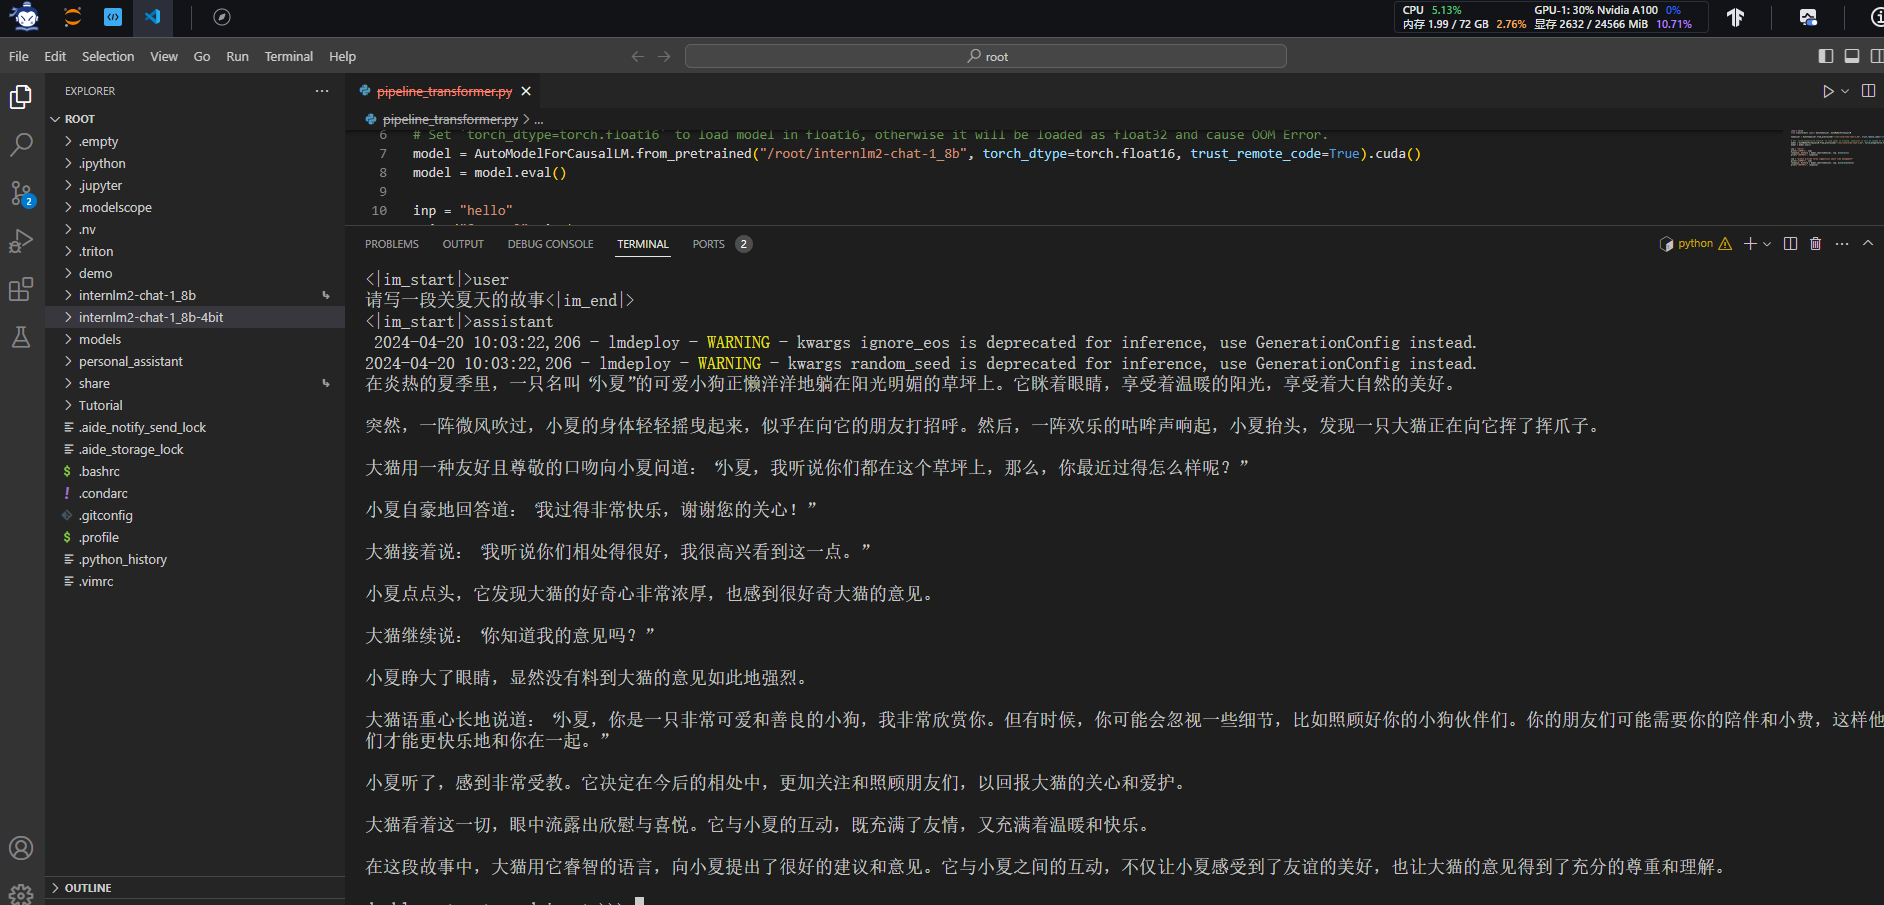 CPU 5.13% GPU-1: 30% Nvidia A100 0%
内存 1.99 / 72 GB 2.76% 显存 2632 / 24566 MiB 10.71%
File Edit Selection View Go Run Terminal Help
root
EXPLORER
ROOT
.empty
.ipython
.jupyter
.modelscope
.nv
.triton
demo
internlm2-chat-1_8b
internlm2-chat-1_8b-4bit
models
personal_assistant
share
Tutorial
.aide_notify_send_lock
.aide_storage_lock
.bashrc
.condarc
.gitconfig
.profile
.python_history
.vimrc
OUTLINE
2
pipeline_transformer.py
pipeline_transformer.py > ...
6 # Set `torch_dtype=torch.float16` to load model in float16, otherwise it will be loaded as float32 and cause OOM Error.
7 model = AutoModelForCausalLM.from_pretrained("/root/internlm2-chat-1_8b", torch_dtype=torch.float16, trust_remote_code=True).cuda()
8 model = model.eval()
9
10 inp = "hello"
PROBLEMS OUTPUT DEBUG CONSOLE TERMINAL PORTS 2
python
<|im_start|>user
请写一段关夏天的故事<|im_end|>
<|im_start|>assistant
2024-04-20 10:03:22,206 - lmdeploy - WARNING - kwargs ignore_eos is deprecated for inference, use GenerationConfig instead.
2024-04-20 10:03:22,206 - lmdeploy - WARNING - kwargs random_seed is deprecated for inference, use GenerationConfig instead.
在炎热的夏季里，一只名叫“小夏”的可爱小狗正懒洋洋地躺在阳光明媚的草坪上。它眯着眼睛，享受着温暖的阳光，享受着大自然的美好。
突然，一阵微风吹过，小夏的身体轻轻摇曳起来，似乎在向它的朋友打招呼。然后，一阵欢乐的咕哞声响起，小夏抬头，发现一只大猫正在向它挥了挥爪子。
大猫用一种友好且尊敬的口吻向小夏问道：“小夏，我听说你们都在这个草坪上，那么，你最近过得怎么样呢？”
小夏自豪地回答道：“我过得非常快乐，谢谢您的关心！”
大猫接着说：“我听说你们相处得很好，我很高兴看到这一点。”
小夏点点头，它发现大猫的好奇心非常浓厚，也感到很好奇大猫的意见。
大猫继续说：“你知道我的意见吗？”
小夏睁大了眼睛，显然没有料到大猫的意见如此地强烈。
大猫语重心长地说道：“小夏，你是一只非常可爱和善良的小狗，我非常欣赏你。但有时候，你可能会忽视一些细节，比如照顾好你的小狗伙伴们。你的朋友们可能需要你的陪伴和小费，这样他
们才能更快乐地和你在一起。”
小夏听了，感到非常受教。它决定在今后的相处中，更加关注和照顾朋友们，以回报大猫的关心和爱护。
大猫看着这一切，眼中流露出欣慰与喜悦。它与小夏的互动，既充满了友情，又充满着温暖和快乐。
在这段故事中，大猫用它睿智的语言，向小夏提出了很好的建议和意见。它与小夏之间的互动，不仅让小夏感受到了友谊的美好，也让大猫的意见得到了充分的尊重和理解。